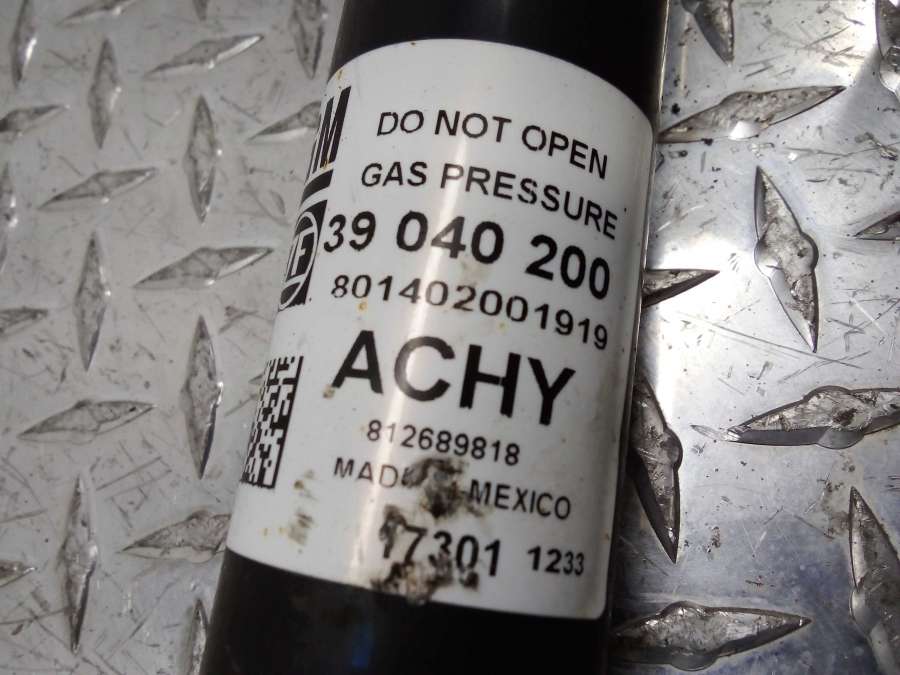 DO NOT OPEN
GAS PRESSURE
39 040 200
801402001919
ACHY
812689818
MEXICO
17301 1233